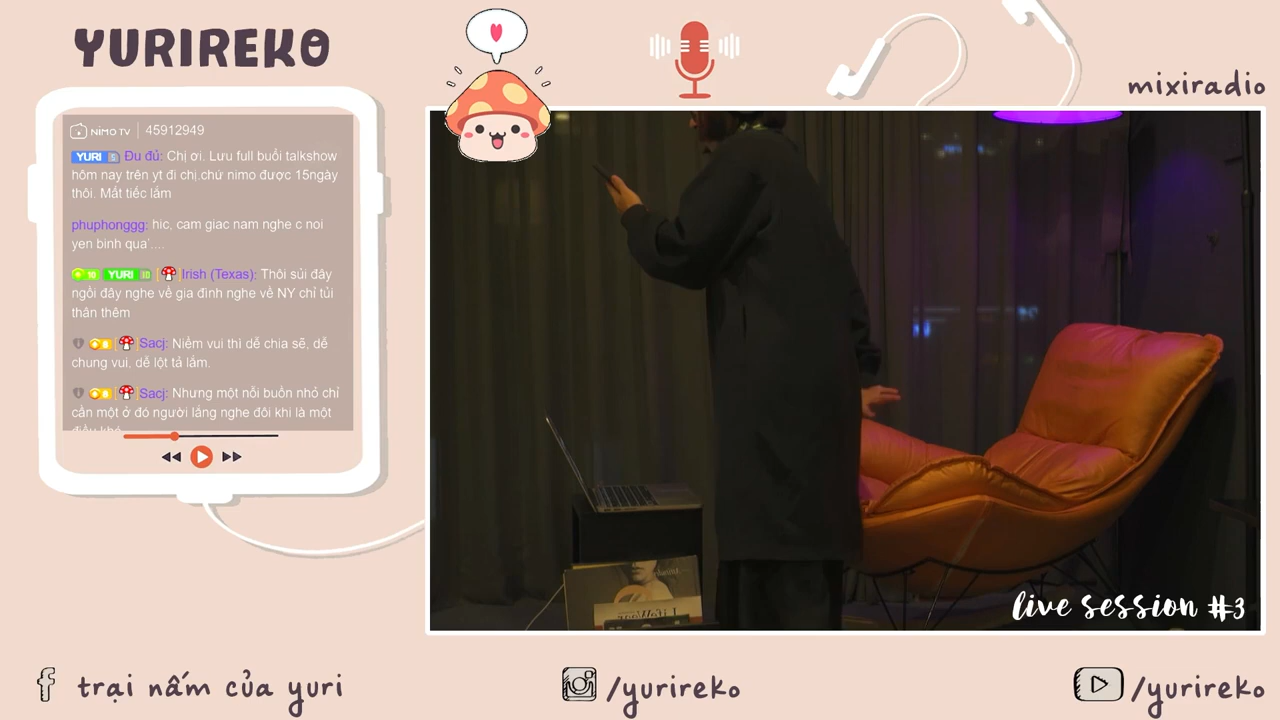 YURIREKO
mixiradio
NIMO TV | 45912949
YURI 5 Đu đủ: Chị ơi. Lưu full buổi talkshow
hôm nay trên yt đi chị.chứ nimo được 15ngày
thôi. Mất tiếc lắm
phuphonggg: hic, cam giac nam nghe c noi
yen binh qua'....
10 YURI 10 Irish (Texas): Thôi sủi đây
ngồi đây nghe về gia đình nghe về NY chỉ tủi
thân thêm
8 Sacj: Niềm vui thì dễ chia sẽ, dễ
chung vui, dễ lột tả lắm.
8 Sacj: Nhưng một nỗi buồn nhỏ chỉ
cần một ở đó người lắng nghe đôi khi là một
điều khó
live session #3
trại nấm của yuri
/yurireko
/yurireko